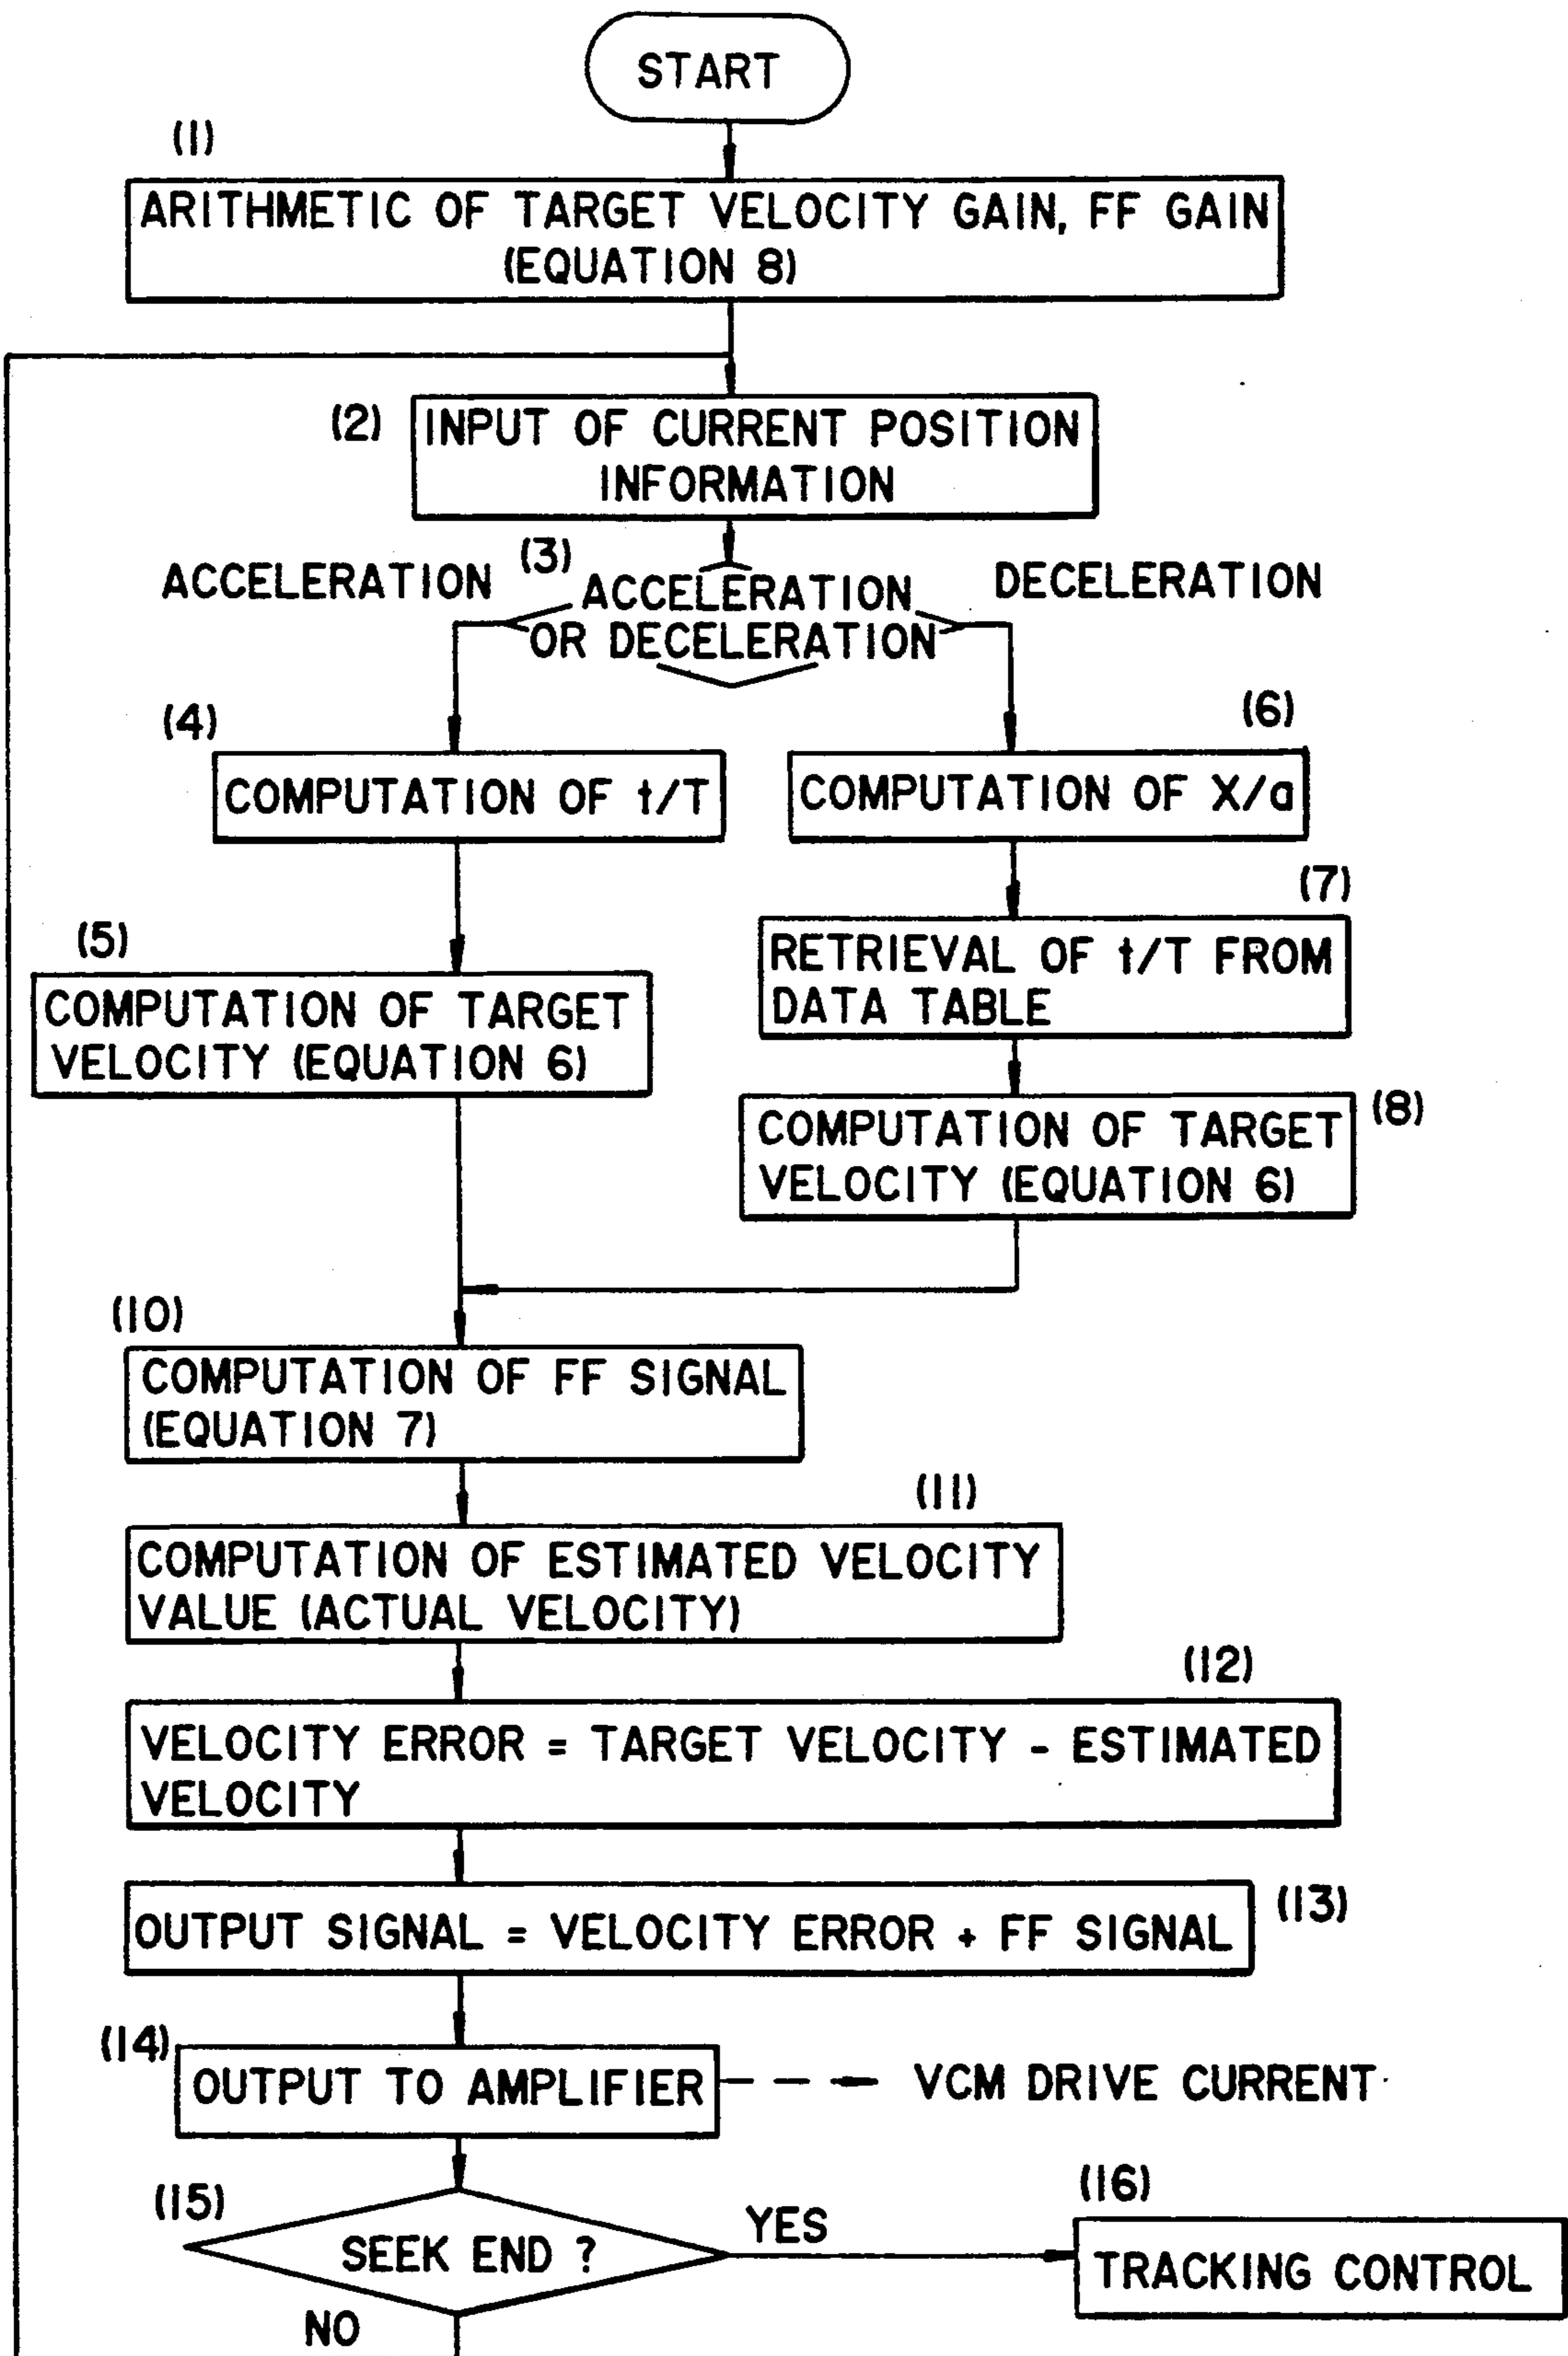 START
(1)
ARITHMETIC OF TARGET VELOCITY GAIN, FF GAIN
(EQUATION 8)
(2)
INPUT OF CURRENT POSITION
INFORMATION
ACCELERATION
(3)
ACCELERATION
OR DECELERATION
DECELERATION
(4)
COMPUTATION OF t/T
(6)
COMPUTATION OF X/a
(7)
RETRIEVAL OF t/T FROM
DATA TABLE
(5)
COMPUTATION OF TARGET
VELOCITY (EQUATION 6)
(8)
COMPUTATION OF TARGET
VELOCITY (EQUATION 6)
(10)
COMPUTATION OF FF SIGNAL
(EQUATION 7)
(11)
COMPUTATION OF ESTIMATED VELOCITY
VALUE (ACTUAL VELOCITY)
(12)
VELOCITY ERROR = TARGET VELOCITY - ESTIMATED
VELOCITY
(13)
OUTPUT SIGNAL = VELOCITY ERROR + FF SIGNAL
(14)
OUTPUT TO AMPLIFIER
VCM DRIVE CURRENT
(15)
SEEK END ?
YES
(16)
TRACKING CONTROL
NO